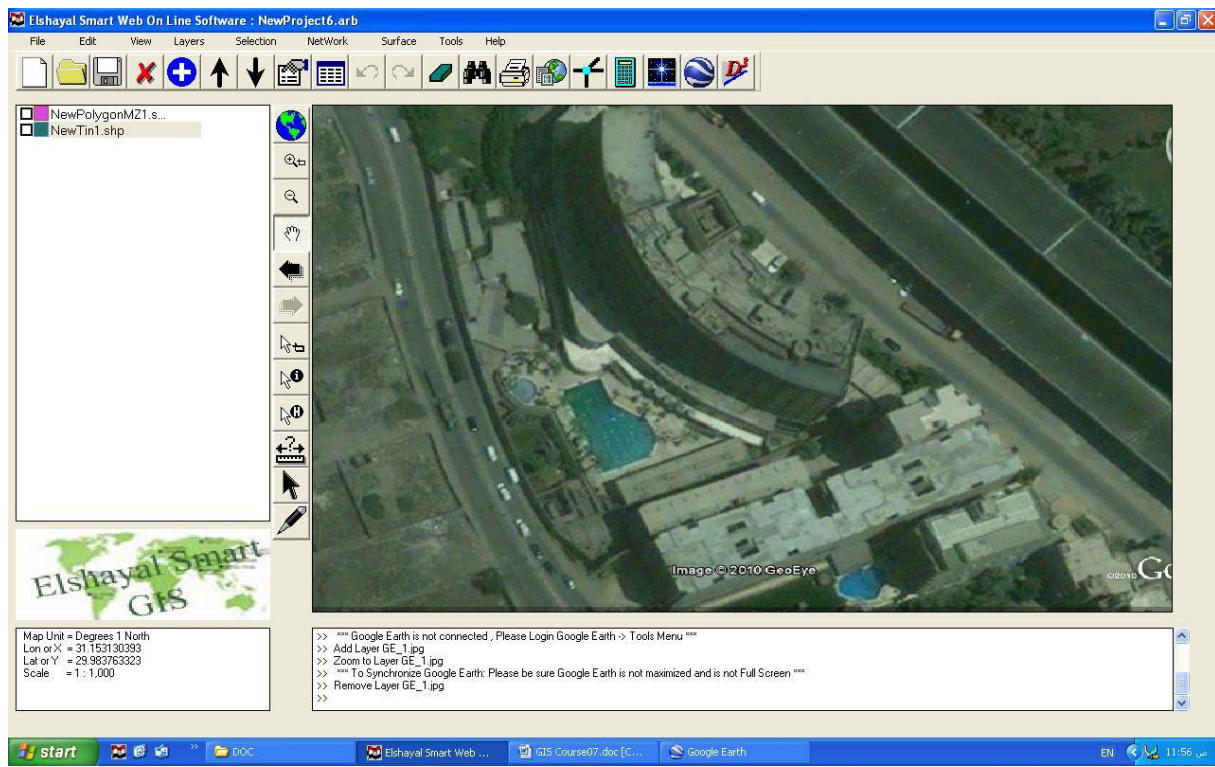 Elshayal Smart Web On Line Software : NewProject6.arb
File Edit View Layers Selection NetWork Surface Tools Help
NewPolygonMZ1.s...
NewTin1.shp
Image © 2010 GeoEye
©2010 Go
Elshayal Smart
GIS
Map Unit = Degrees 1 North
Lon or X = 31.153130393
Lat or Y = 29.983763323
Scale = 1 : 1,000
>> *** Google Earth is not connected , Please Login Google Earth -> Tools Menu ***
>> Add Layer GE_1.jpg
>> Zoom to Layer GE_1.jpg
>> *** To Synchronize Google Earth: Please be sure Google Earth is not maximized and is not Full Screen ***
>> Remove Layer GE_1.jpg
>>
start DOC Elshayal Smart Web ... GIS Course07.doc [C... Google Earth EN 11:56 ص